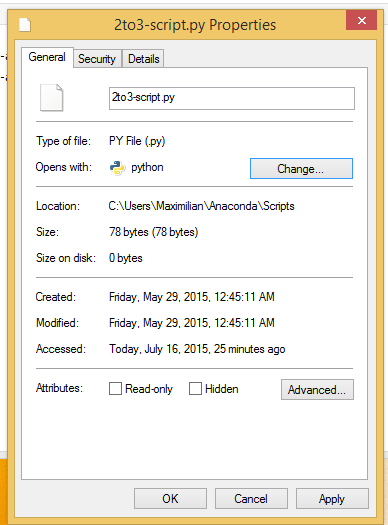 2to3-script.py Properties
General Security Details
2to3-script.py
Type of file: PY File (.py)
Opens with: python Change...
Location: C:\Users\Maximilian\Anaconda\Scripts
Size: 78 bytes (78 bytes)
Size on disk: 0 bytes
Created: Friday, May 29, 2015, 12:45:11 AM
Modified: Friday, May 29, 2015, 12:45:11 AM
Accessed: Today, July 16, 2015, 25 minutes ago
Attributes: Read-only Hidden Advanced...
OK Cancel Apply